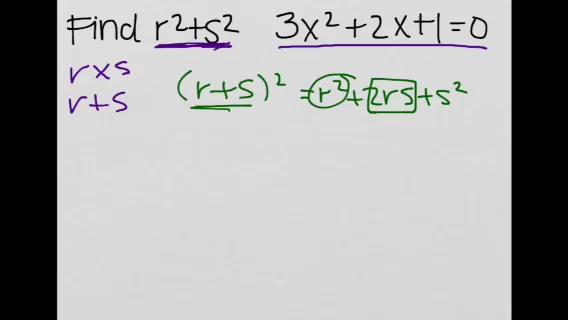 Find r²+s² 3x²+2x+1=0
r×s
r+s
(r+s)² = r²+2rs+s²